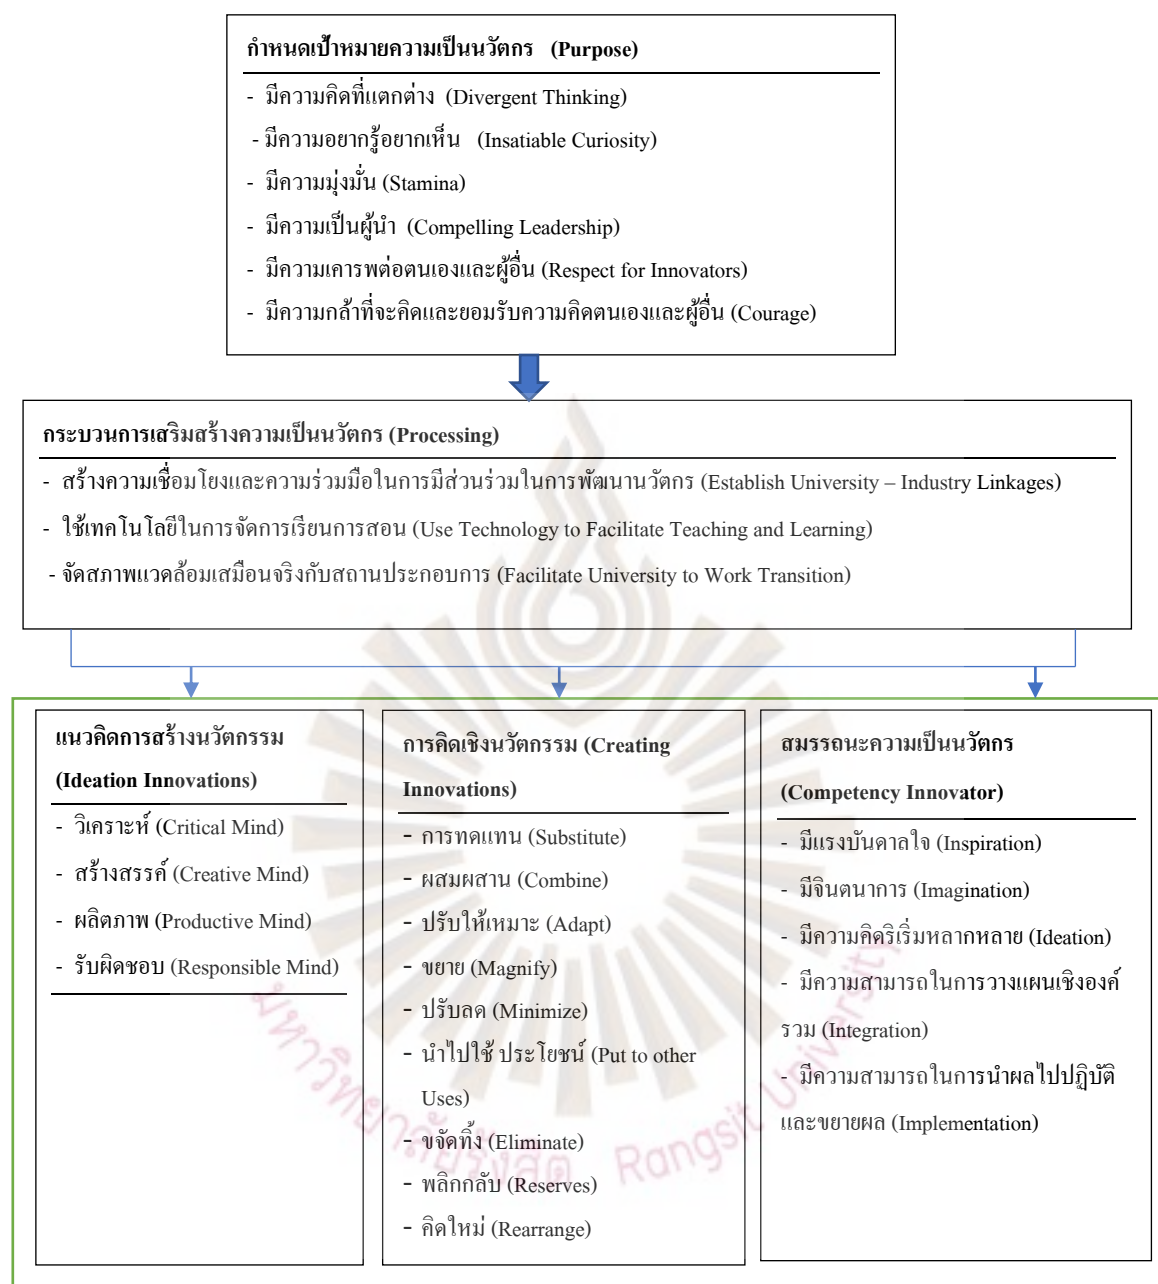 กำหนดเป้าหมายความเป็นนวัตกร (Purpose)
- มีความคิดที่แตกต่าง (Divergent Thinking)
- มีความอยากรู้อยากเห็น (Insatiable Curiosity)
- มีความมุ่งมั่น (Stamina)
- มีความเป็นผู้นำ (Compelling Leadership)
- มีความเคารพต่อตนเองและผู้อื่น (Respect for Innovators)
- มีความกล้าที่จะคิดและยอมรับความคิดตนเองและผู้อื่น (Courage)
กระบวนการเสริมสร้างความเป็นนวัตกร (Processing)
- สร้างความเชื่อมโยงและความร่วมมือในการมีส่วนร่วมในการพัฒนานวัตกร (Establish University – Industry Linkages)
- ใช้เทคโนโลยีในการจัดการเรียนการสอน (Use Technology to Facilitate Teaching and Learning)
- จัดสภาพแวดล้อมเสมือนจริงกับสถานประกอบการ (Facilitate University to Work Transition)
แนวคิดการสร้างนวัตกรรม
(Ideation Innovations)
- วิเคราะห์ (Critical Mind)
- สร้างสรรค์ (Creative Mind)
- ผลิตภาพ (Productive Mind)
- รับผิดชอบ (Responsible Mind)
การคิดเชิงนวัตกรรม (Creating
Innovations)
- การทดแทน (Substitute)
- ผสมผสาน (Combine)
- ปรับให้เหมาะ (Adapt)
- ขยาย (Magnify)
- ปรับลด (Minimize)
- นำไปใช้ ประโยชน์ (Put to other
Uses)
- ขจัดทิ้ง (Eliminate)
- พลิกกลับ (Reserves)
- คิดใหม่ (Rearrange)
สมรรถนะความเป็นนวัตกร
(Competency Innovator)
- มีแรงบันดาลใจ (Inspiration)
- มีจินตนาการ (Imagination)
- มีความคิดริเริ่มหลากหลาย (Ideation)
- มีความสามารถในการวางแผนเชิงองค์
รวม (Integration)
- มีความสามารถในการนำผลไปปฏิบัติ
และขยายผล (Implementation)
มหาวิทยาลัยรังสิต Rangsit University